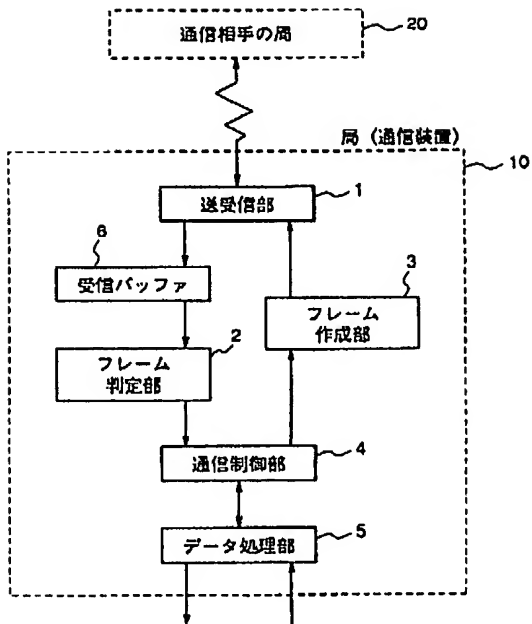 通信相手の局
20
局 (通信装置)
10
送受信部
1
6
受信バッファ
3
フレーム
作成部
2
フレーム
判定部
通信制御部
4
データ処理部
5